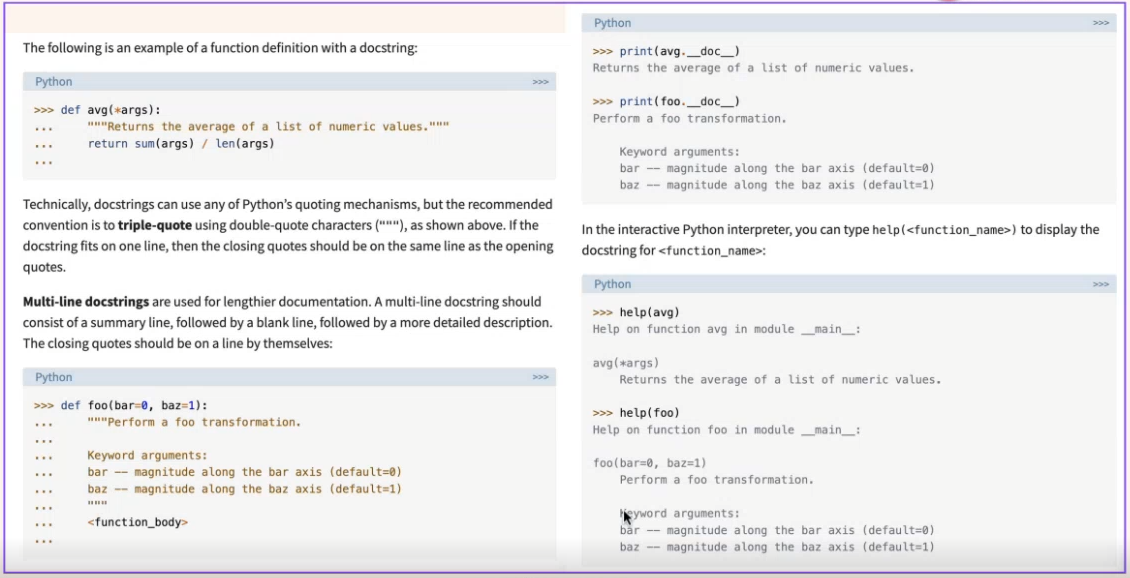 The following is an example of a function definition with a docstring:
Python >>>
>>> def avg(*args):
...     """Returns the average of a list of numeric values."""
...     return sum(args) / len(args)
...
Technically, docstrings can use any of Python’s quoting mechanisms, but the recommended
convention is to triple-quote using double-quote characters ("""), as shown above. If the
docstring fits on one line, then the closing quotes should be on the same line as the opening
quotes.
Multi-line docstrings are used for lengthier documentation. A multi-line docstring should
consist of a summary line, followed by a blank line, followed by a more detailed description.
The closing quotes should be on a line by themselves:
Python >>>
>>> def foo(bar=0, baz=1):
...     """Perform a foo transformation.
...
...     Keyword arguments:
...     bar -- magnitude along the bar axis (default=0)
...     baz -- magnitude along the baz axis (default=1)
...     """
...     <function_body>
...
Python >>>
>>> print(avg.__doc__)
Returns the average of a list of numeric values.
>>> print(foo.__doc__)
Perform a foo transformation.
    Keyword arguments:
    bar -- magnitude along the bar axis (default=0)
    baz -- magnitude along the baz axis (default=1)
In the interactive Python interpreter, you can type help(<function_name>) to display the
docstring for <function_name>:
Python >>>
>>> help(avg)
Help on function avg in module __main__:
avg(*args)
    Returns the average of a list of numeric values.
>>> help(foo)
Help on function foo in module __main__:
foo(bar=0, baz=1)
    Perform a foo transformation.
    Keyword arguments:
    bar -- magnitude along the bar axis (default=0)
    baz -- magnitude along the baz axis (default=1)